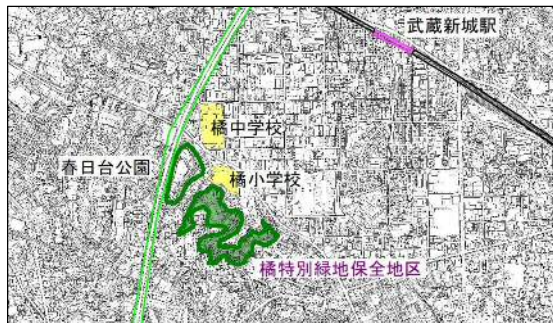 武蔵新城駅
橘中学校
春日台公園
橘小学校
橘特別緑地保全地区